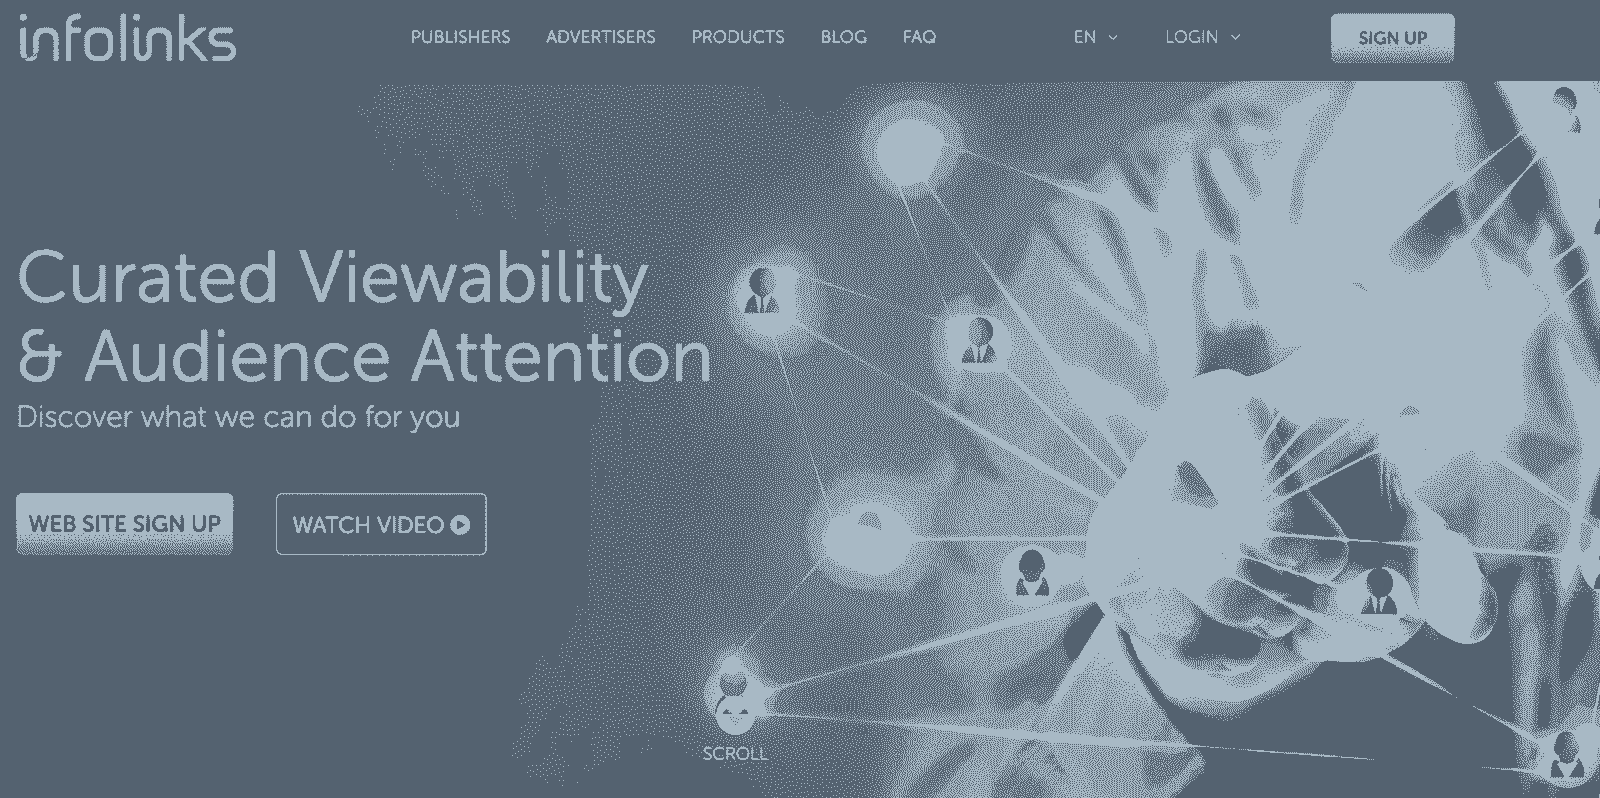 infolinks
PUBLISHERS ADVERTISERS PRODUCTS BLOG FAQ EN LOGIN SIGN UP
Curated Viewability
& Audience Attention
Discover what we can do for you
WEB SITE SIGN UP WATCH VIDEO
SCROLL